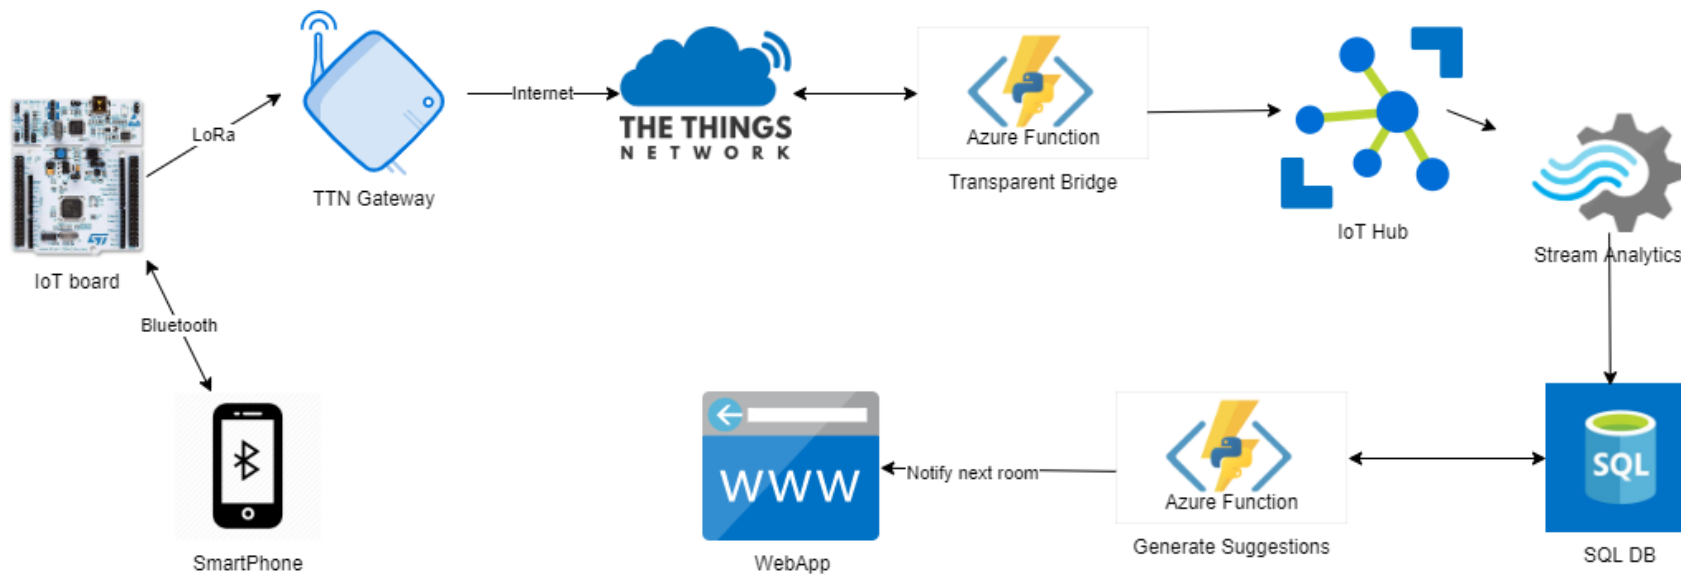 LoRa
TTN Gateway
Internet
THE THINGS
NETWORK
Azure Function
Transparent Bridge
IoT Hub
Stream Analytics
IoT board
Bluetooth
SmartPhone
WWW
WebApp
Notify next room
Azure Function
Generate Suggestions
SQL
SQL DB